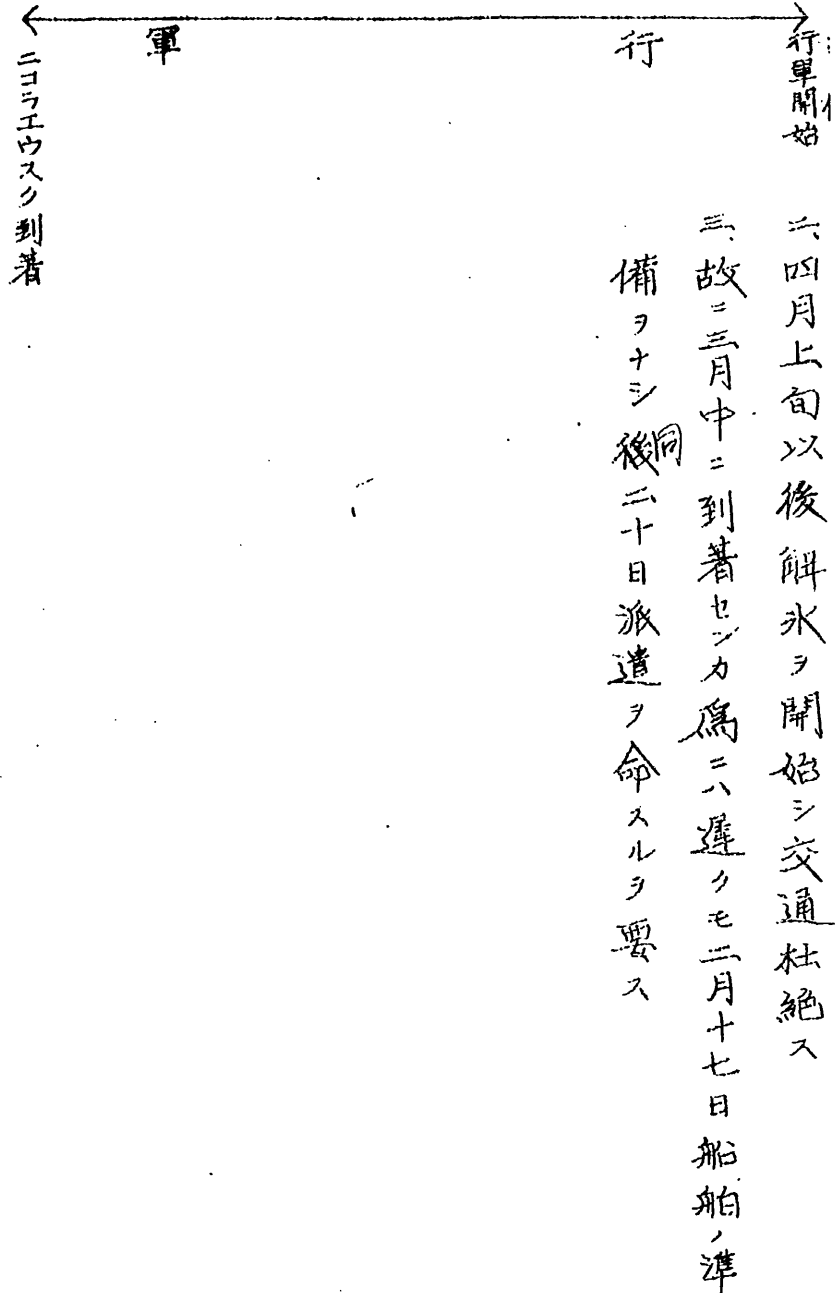 行軍開始
行軍
ニコラエウスク到著
二、四月上旬以後解氷ヲ開始シ交通杜絶ス
三、故ニ三月中ニ到著センカ爲ニハ遲クモ二月十七日船舶ノ準
備ヲナシ後同二十日派遣ヲ命スルヲ要ス